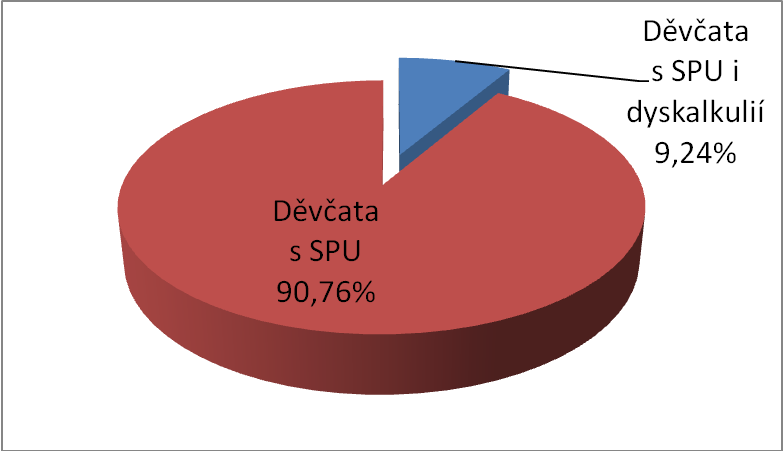 Děvčata
s SPU i
dyskalkulií
9,24%
Děvčata
s SPU
90,76%